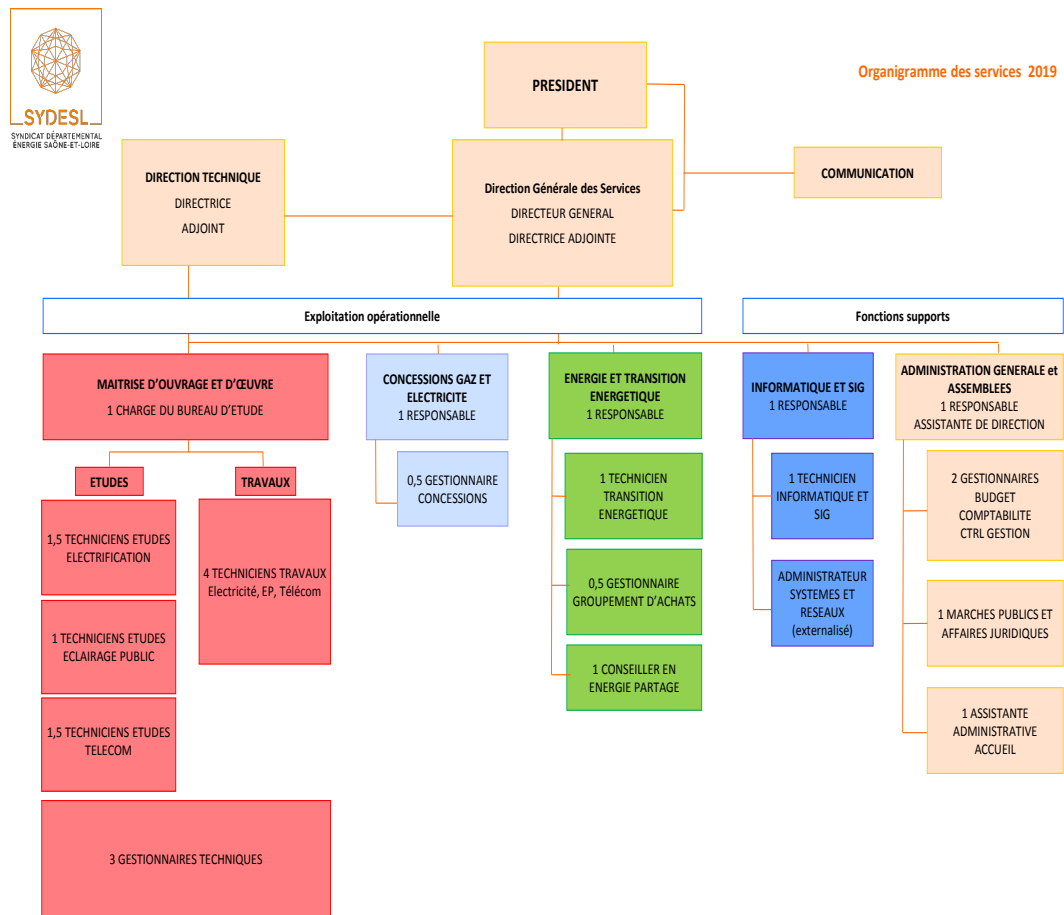 SYDESL
SYNDICAT DÉPARTEMENTAL
ÉNERGIE SAÔNE-ET-LOIRE
Organigramme des services 2019
PRESIDENT
COMMUNICATION
DIRECTION TECHNIQUE
DIRECTRICE
ADJOINT
Direction Générale des Services
DIRECTEUR GENERAL
DIRECTRICE ADJOINTE
Exploitation opérationnelle
Fonctions supports
MAITRISE D'OUVRAGE ET D'ŒUVRE
1 CHARGE DU BUREAU D'ETUDE
ETUDES
TRAVAUX
1,5 TECHNICIENS ETUDES
ELECTRIFICATION
1 TECHNICIENS ETUDES
ECLAIRAGE PUBLIC
1,5 TECHNICIENS ETUDES
TELECOM
4 TECHNICIENS TRAVAUX
Electricité, EP, Télécom
3 GESTIONNAIRES TECHNIQUES
CONCESSIONS GAZ ET
ELECTRICITE
1 RESPONSABLE
0,5 GESTIONNAIRE
CONCESSIONS
ENERGIE ET TRANSITION
ENERGETIQUE
1 RESPONSABLE
1 TECHNICIEN
TRANSITION
ENERGETIQUE
0,5 GESTIONNAIRE
GROUPEMENT D'ACHATS
1 CONSEILLER EN
ENERGIE PARTAGE
INFORMATIQUE ET SIG
1 RESPONSABLE
1 TECHNICIEN
INFORMATIQUE ET
SIG
ADMINISTRATEUR
SYSTEMES ET
RESEAUX
(externalisé)
ADMINISTRATION GENERALE et
ASSEMBLEES
1 RESPONSABLE
ASSISTANTE DE DIRECTION
2 GESTIONNAIRES
BUDGET
COMPTABILITE
CTRL GESTION
1 MARCHES PUBLICS ET
AFFAIRES JURIDIQUES
1 ASSISTANTE
ADMINISTRATIVE
ACCUEIL